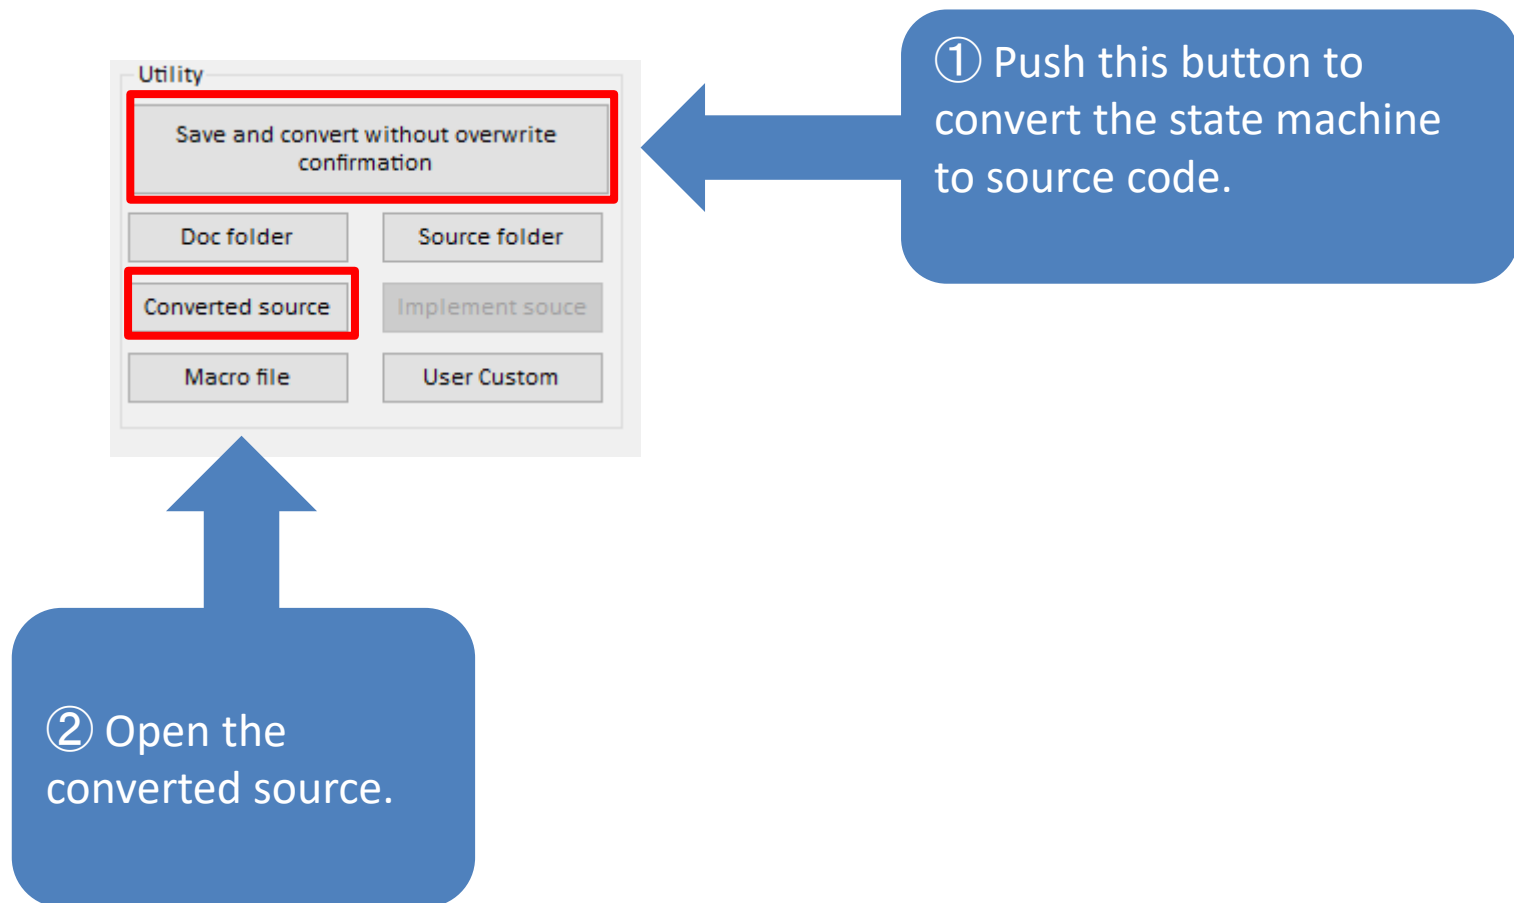 Utility
Save and convert without overwrite
confirmation
Doc folder
Source folder
Converted source
Implement souce
Macro file
User Custom
① Push this button to
convert the state machine
to source code.
② Open the
converted source.